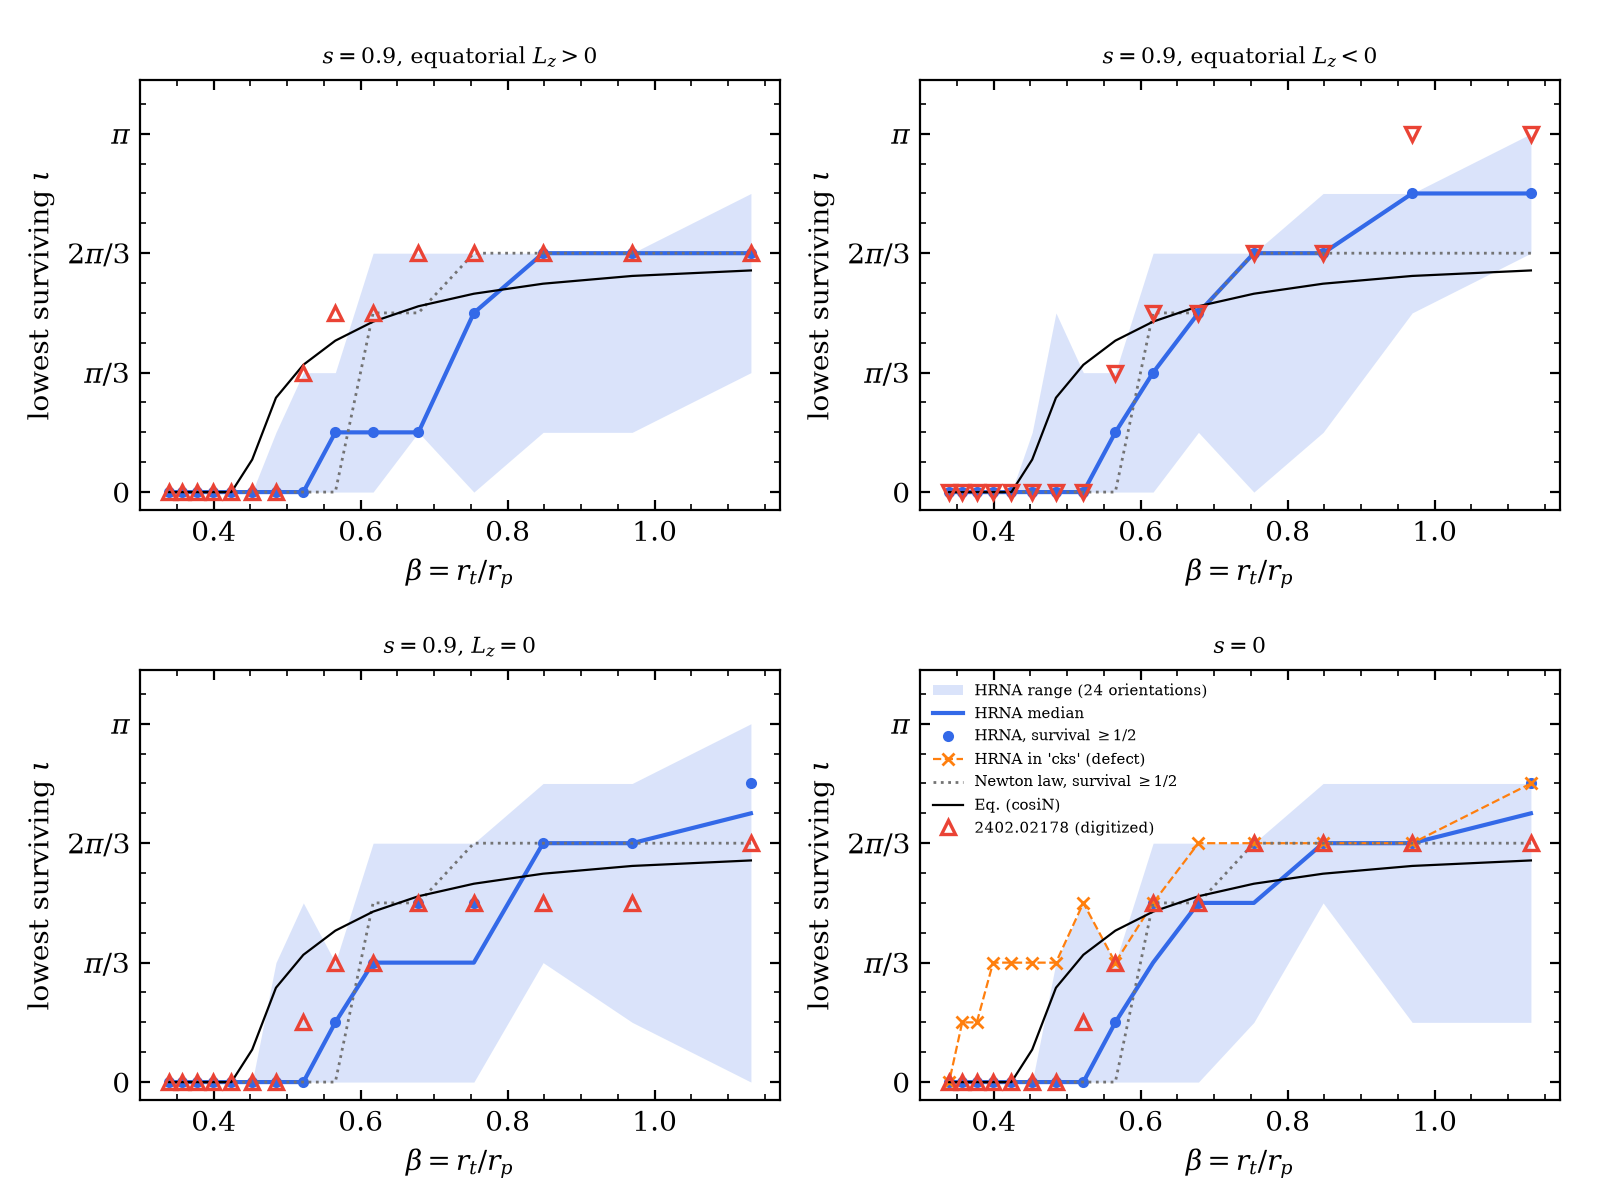 s = 0.9, equatorial L_z > 0
π
2π/3
π/3
0
lowest surviving ι
0.4 0.6 0.8 1.0
β = r_t/r_p
s = 0.9, equatorial L_z < 0
π
2π/3
π/3
0
lowest surviving ι
0.4 0.6 0.8 1.0
β = r_t/r_p
s = 0.9, L_z = 0
π
2π/3
π/3
0
lowest surviving ι
0.4 0.6 0.8 1.0
β = r_t/r_p
s = 0
π
2π/3
π/3
0
lowest surviving ι
HRNA range (24 orientations)
HRNA median
HRNA, survival ≥1/2
HRNA in 'cks' (defect)
Newton law, survival ≥1/2
Eq. (cosiN)
2402.02178 (digitized)
0.4 0.6 0.8 1.0
β = r_t/r_p